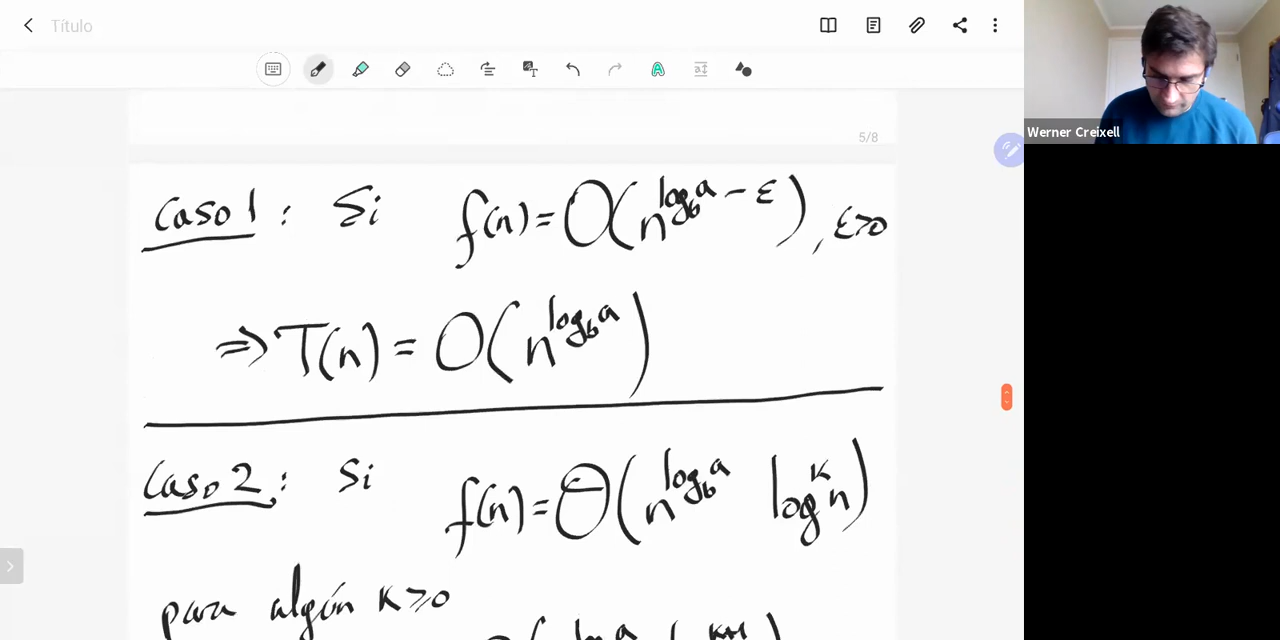 Título
5/8
Caso 1: Si f(n) = O(n^{log_b a - ε}), ε>0
⇒ T(n) = O(n^{log_b a})
Caso 2: Si f(n) = Θ(n^{log_b a} log^k n)
para algún k ≥ 0
Werner Creixell